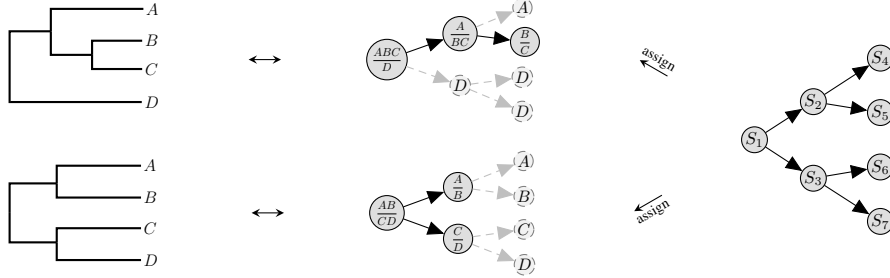 A
B
C
D
ABC/D
A/BC
A
B/C
D
D
D
assign
A
B
C
D
AB/CD
A/B
C/D
A
B
C
D
assign
S₁
S₂
S₃
S₄
S₅
S₆
S₇